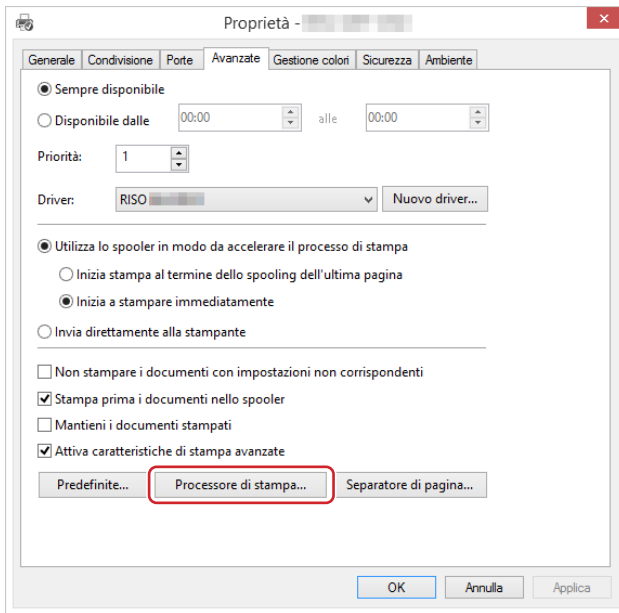 Proprietà -
Generale Condivisione Porte Avanzate Gestione colori Sicurezza Ambiente
Sempre disponibile
Disponibile dalle 00:00 alle 00:00
Priorità: 1
Driver: RISO Nuovo driver...
Utilizza lo spooler in modo da accelerare il processo di stampa
Inizia stampa al termine dello spooling dell'ultima pagina
Inizia a stampare immediatamente
Invia direttamente alla stampante
Non stampare i documenti con impostazioni non corrispondenti
Stampa prima i documenti nello spooler
Mantieni i documenti stampati
Attiva caratteristiche di stampa avanzate
Predefinite... Processore di stampa... Separatore di pagina...
OK Annulla Applica